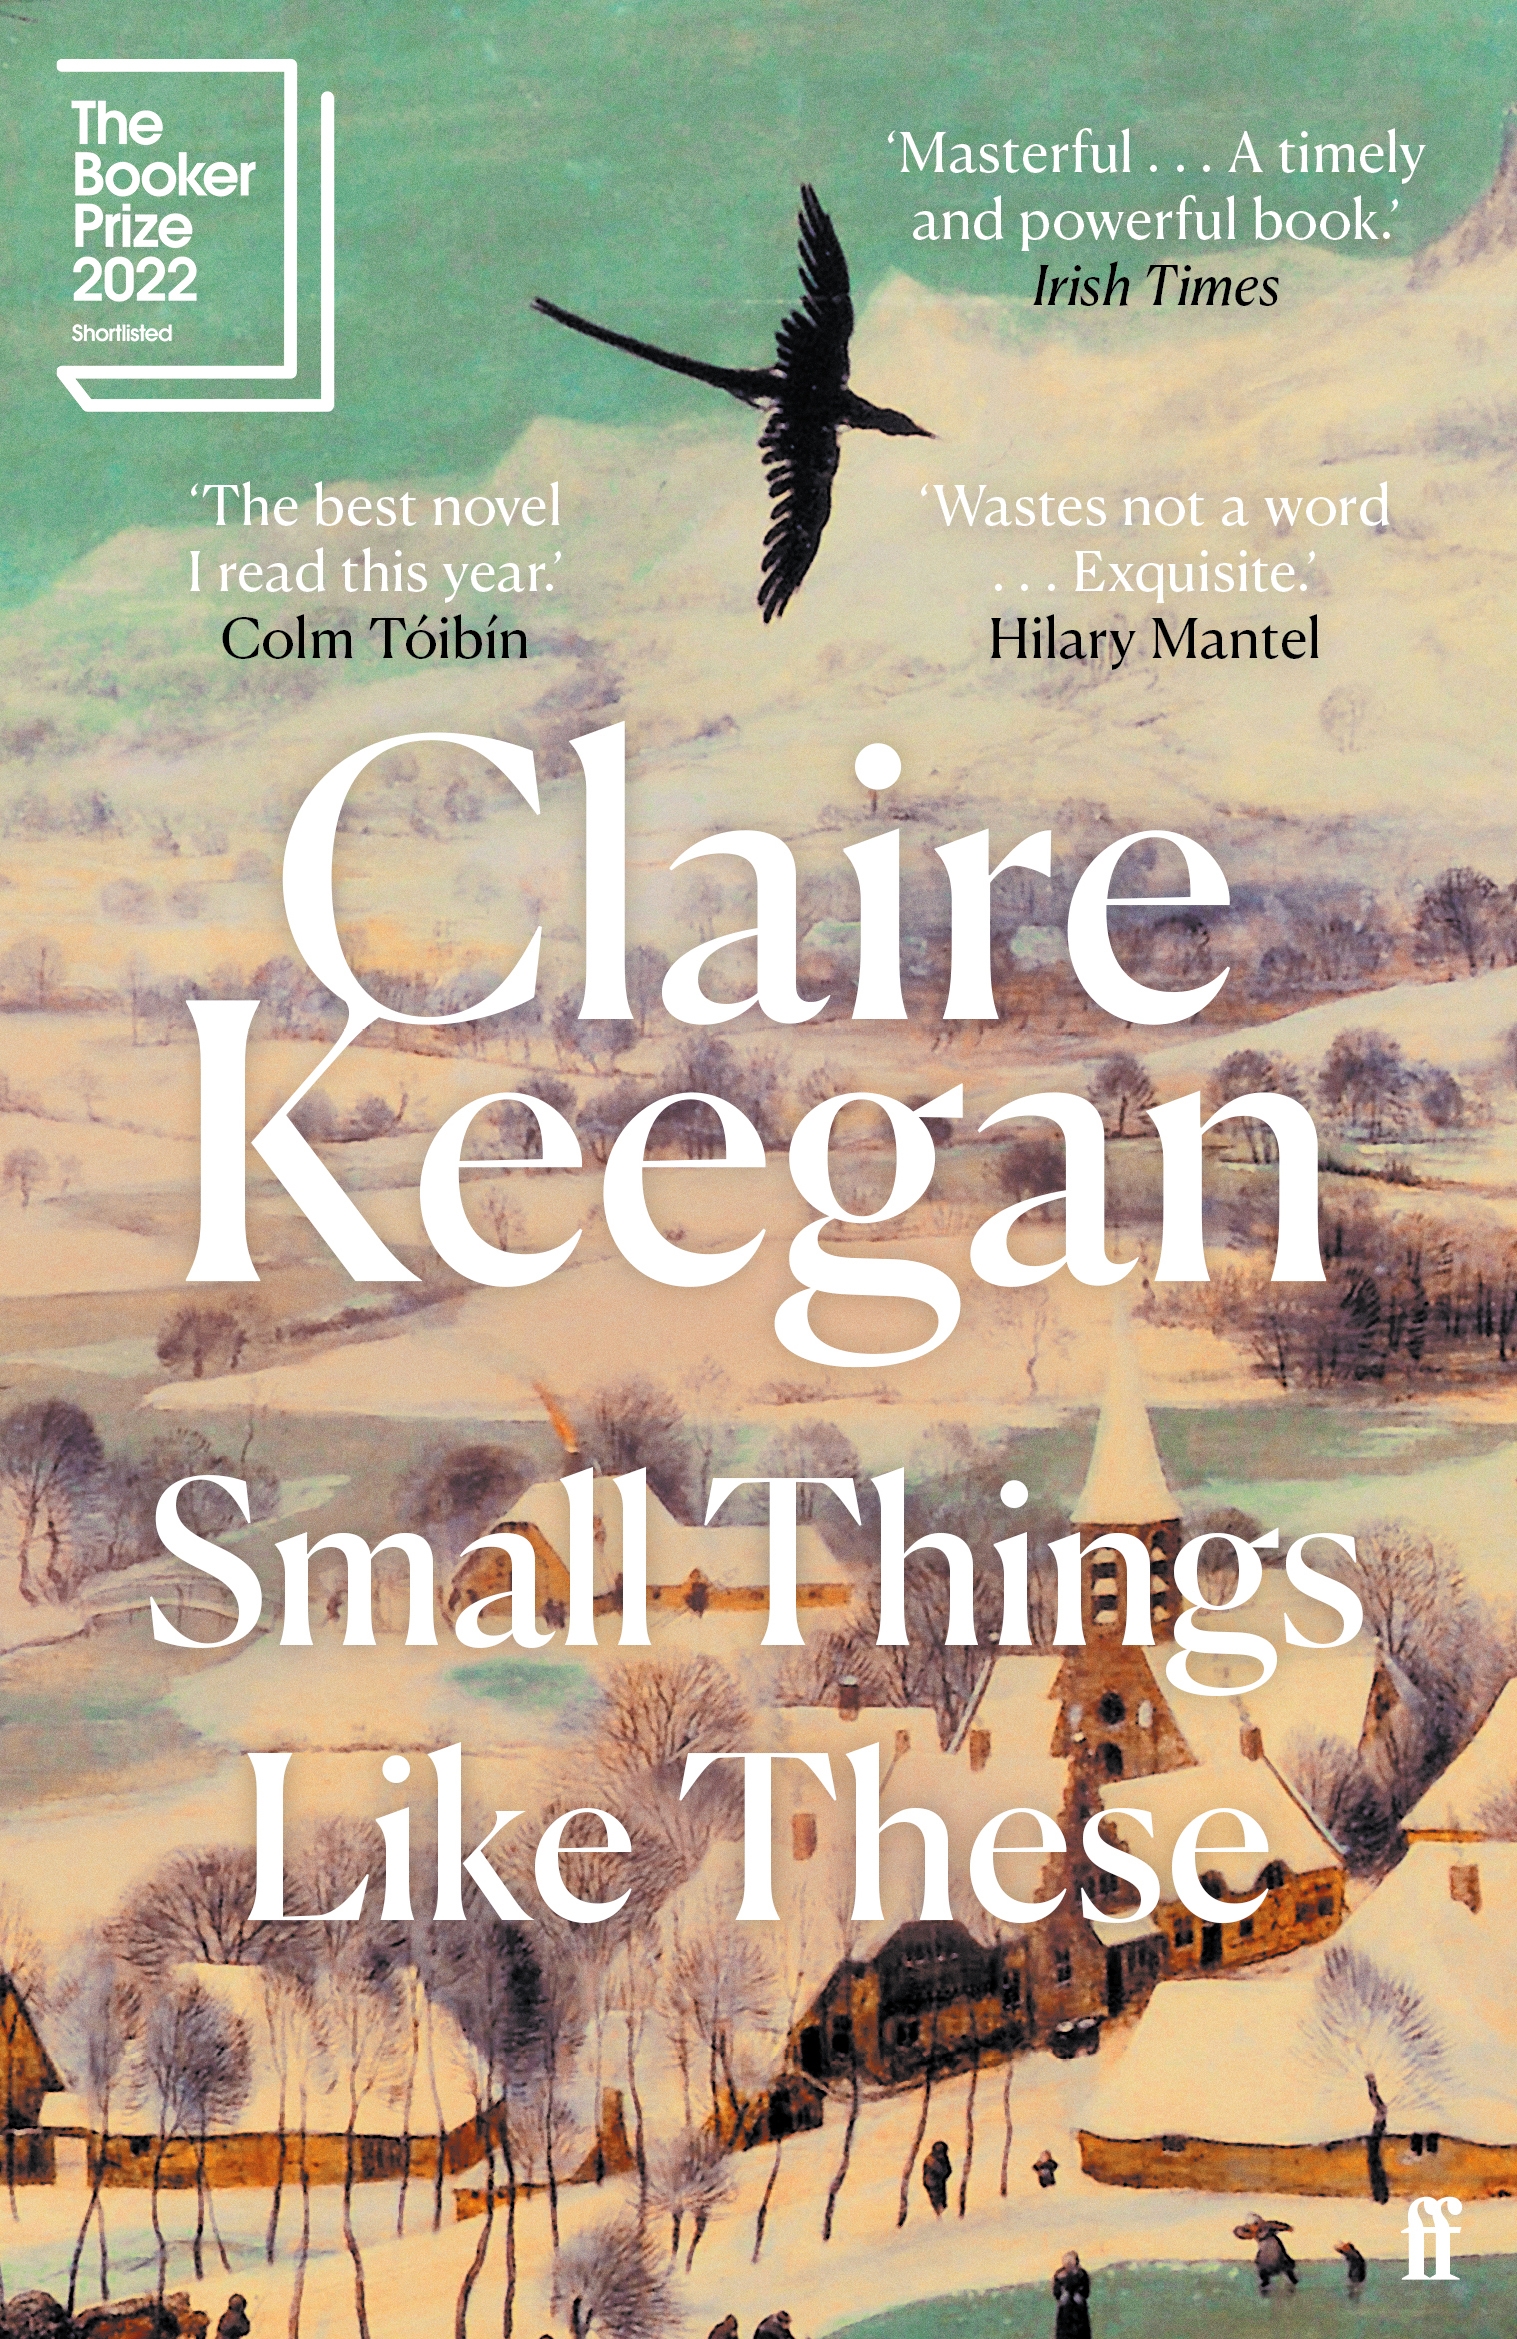 The
Booker
Prize
2022
Shortlisted
‘Masterful . . . A timely
and powerful book.’
Irish Times
‘The best novel
I read this year.’
Colm Tóibín
‘Wastes not a word
. . . Exquisite.’
Hilary Mantel
Claire
Keegan
Small Things
Like These
ff